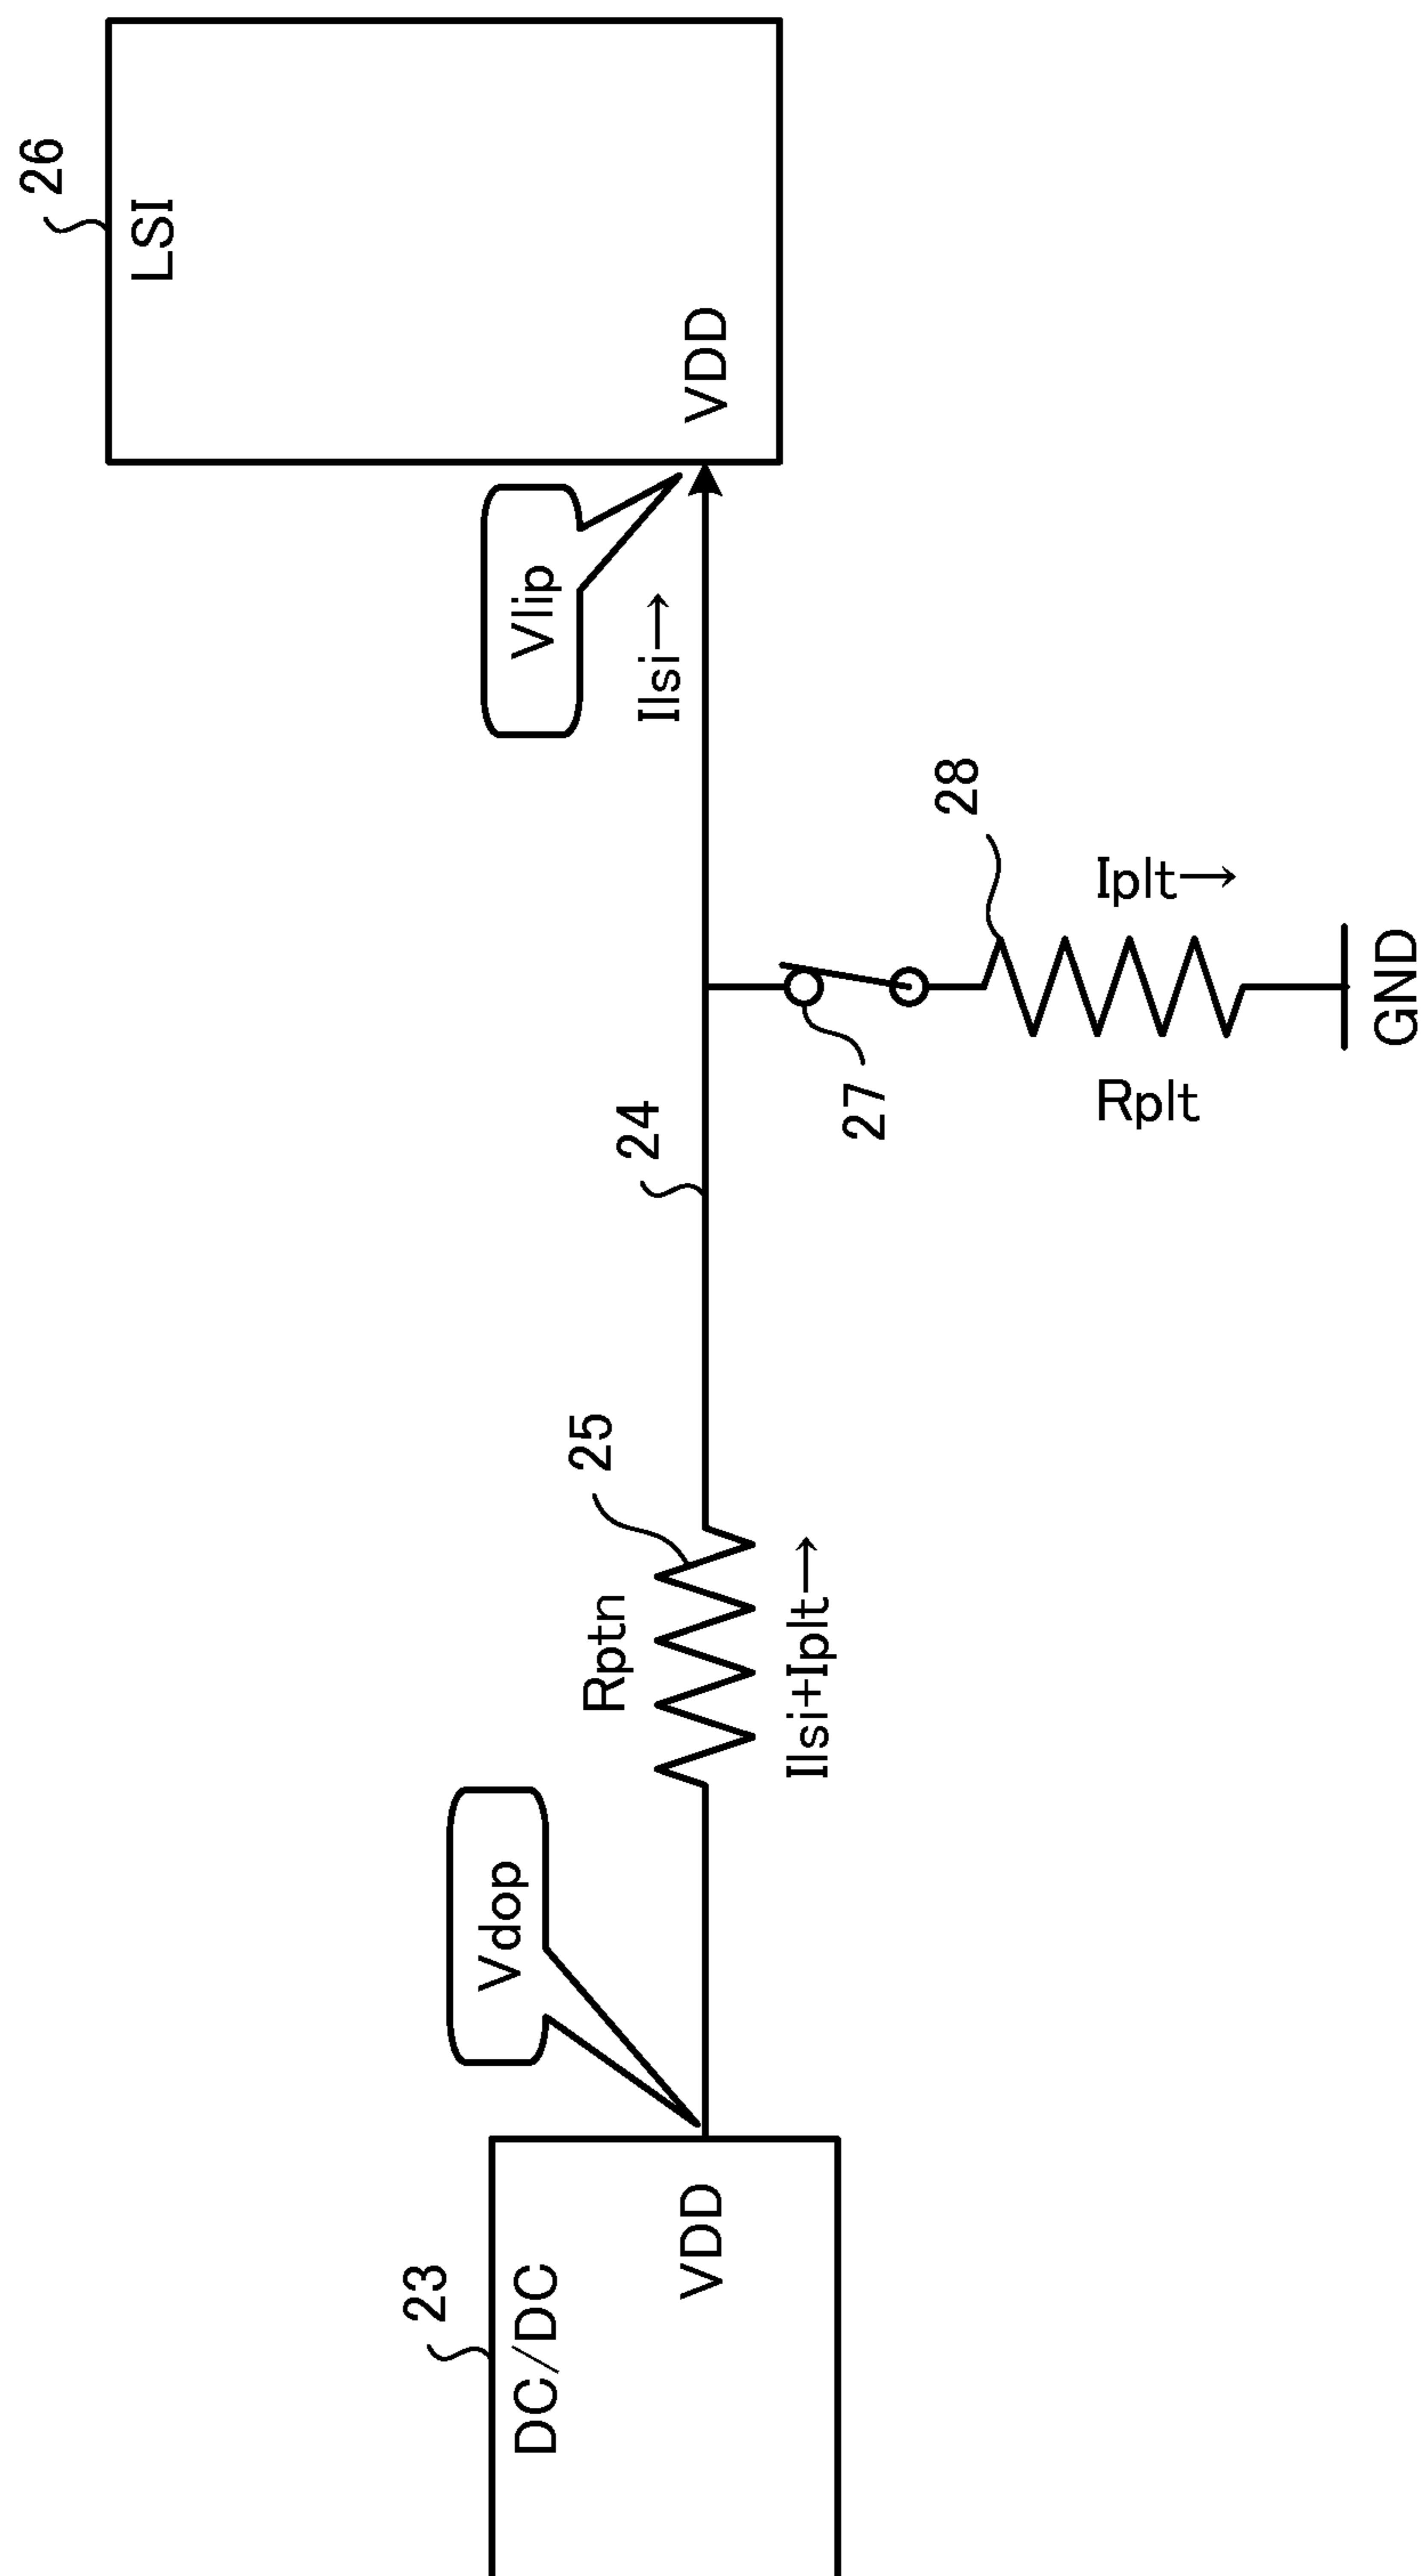 23
DC/DC
VDD
Vdop
Rptn
25
Ilsi+Iplt→
24
27
28
Rplt
Iplt→
GND
Vlip
Ilsi→
26
LSI
VDD